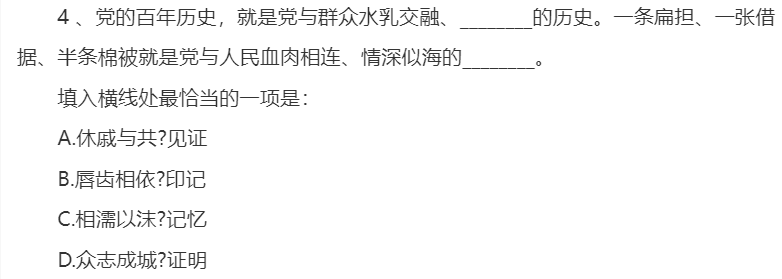 4 、党的百年历史，就是党与群众水乳交融、________的历史。一条扁担、一张借
据、半条棉被就是党与人民血肉相连、情深似海的________。
填入横线处最恰当的一项是：
A.休戚与共?见证
B.唇齿相依?印记
C.相濡以沫?记忆
D.众志成城?证明